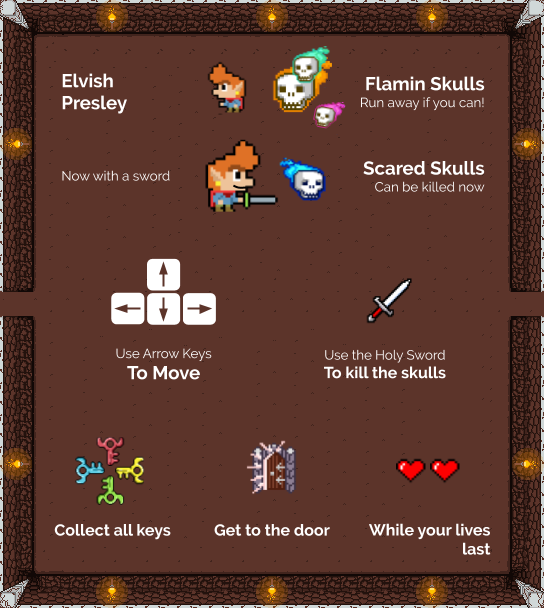 Elvish
Presley
Flamin Skulls
Run away if you can!
Now with a sword
Scared Skulls
Can be killed now
Use Arrow Keys
To Move
Use the Holy Sword
To kill the skulls
Collect all keys
Get to the door
While your lives
last